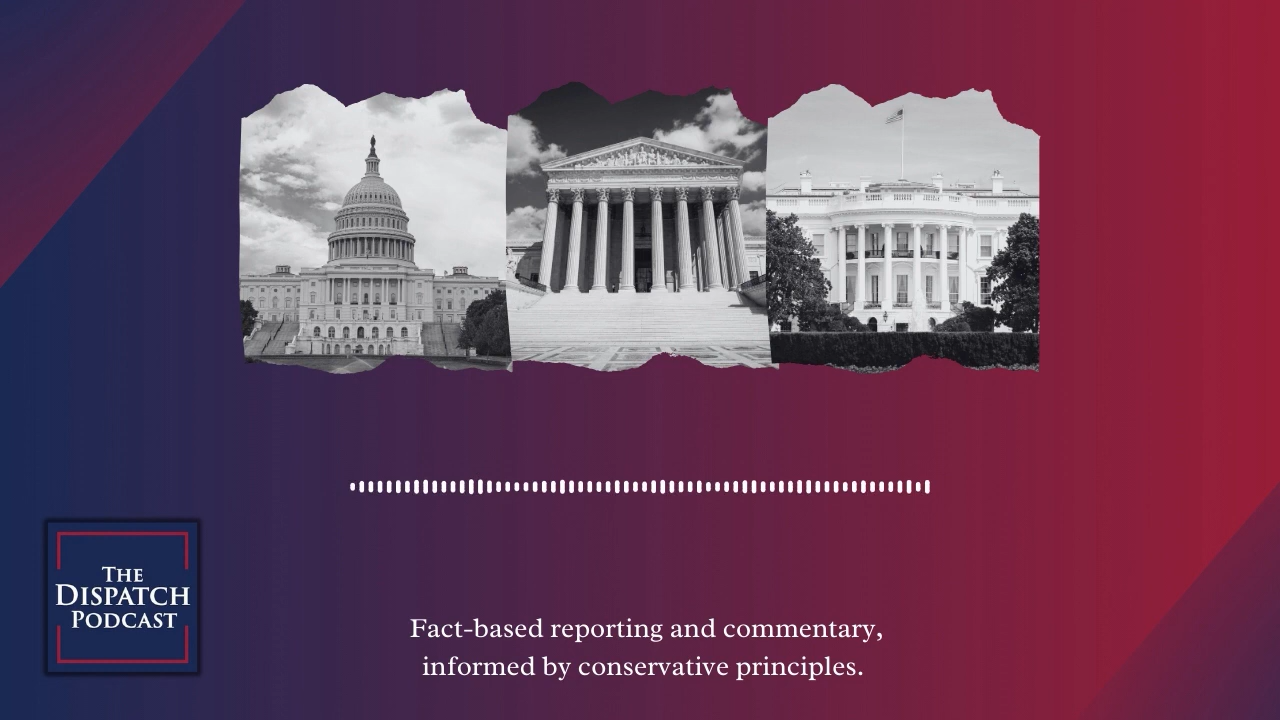 THE
DISPATCH
PODCAST
Fact-based reporting and commentary,
informed by conservative principles.